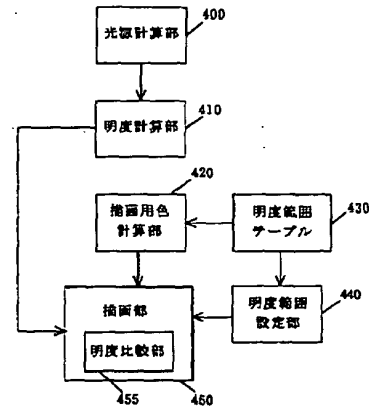 光源計算部
400
明度計算部
410
420
描画用色
計算部
明度範囲
テーブル
430
描画部
明度範囲
設定部
440
明度比較部
455
450